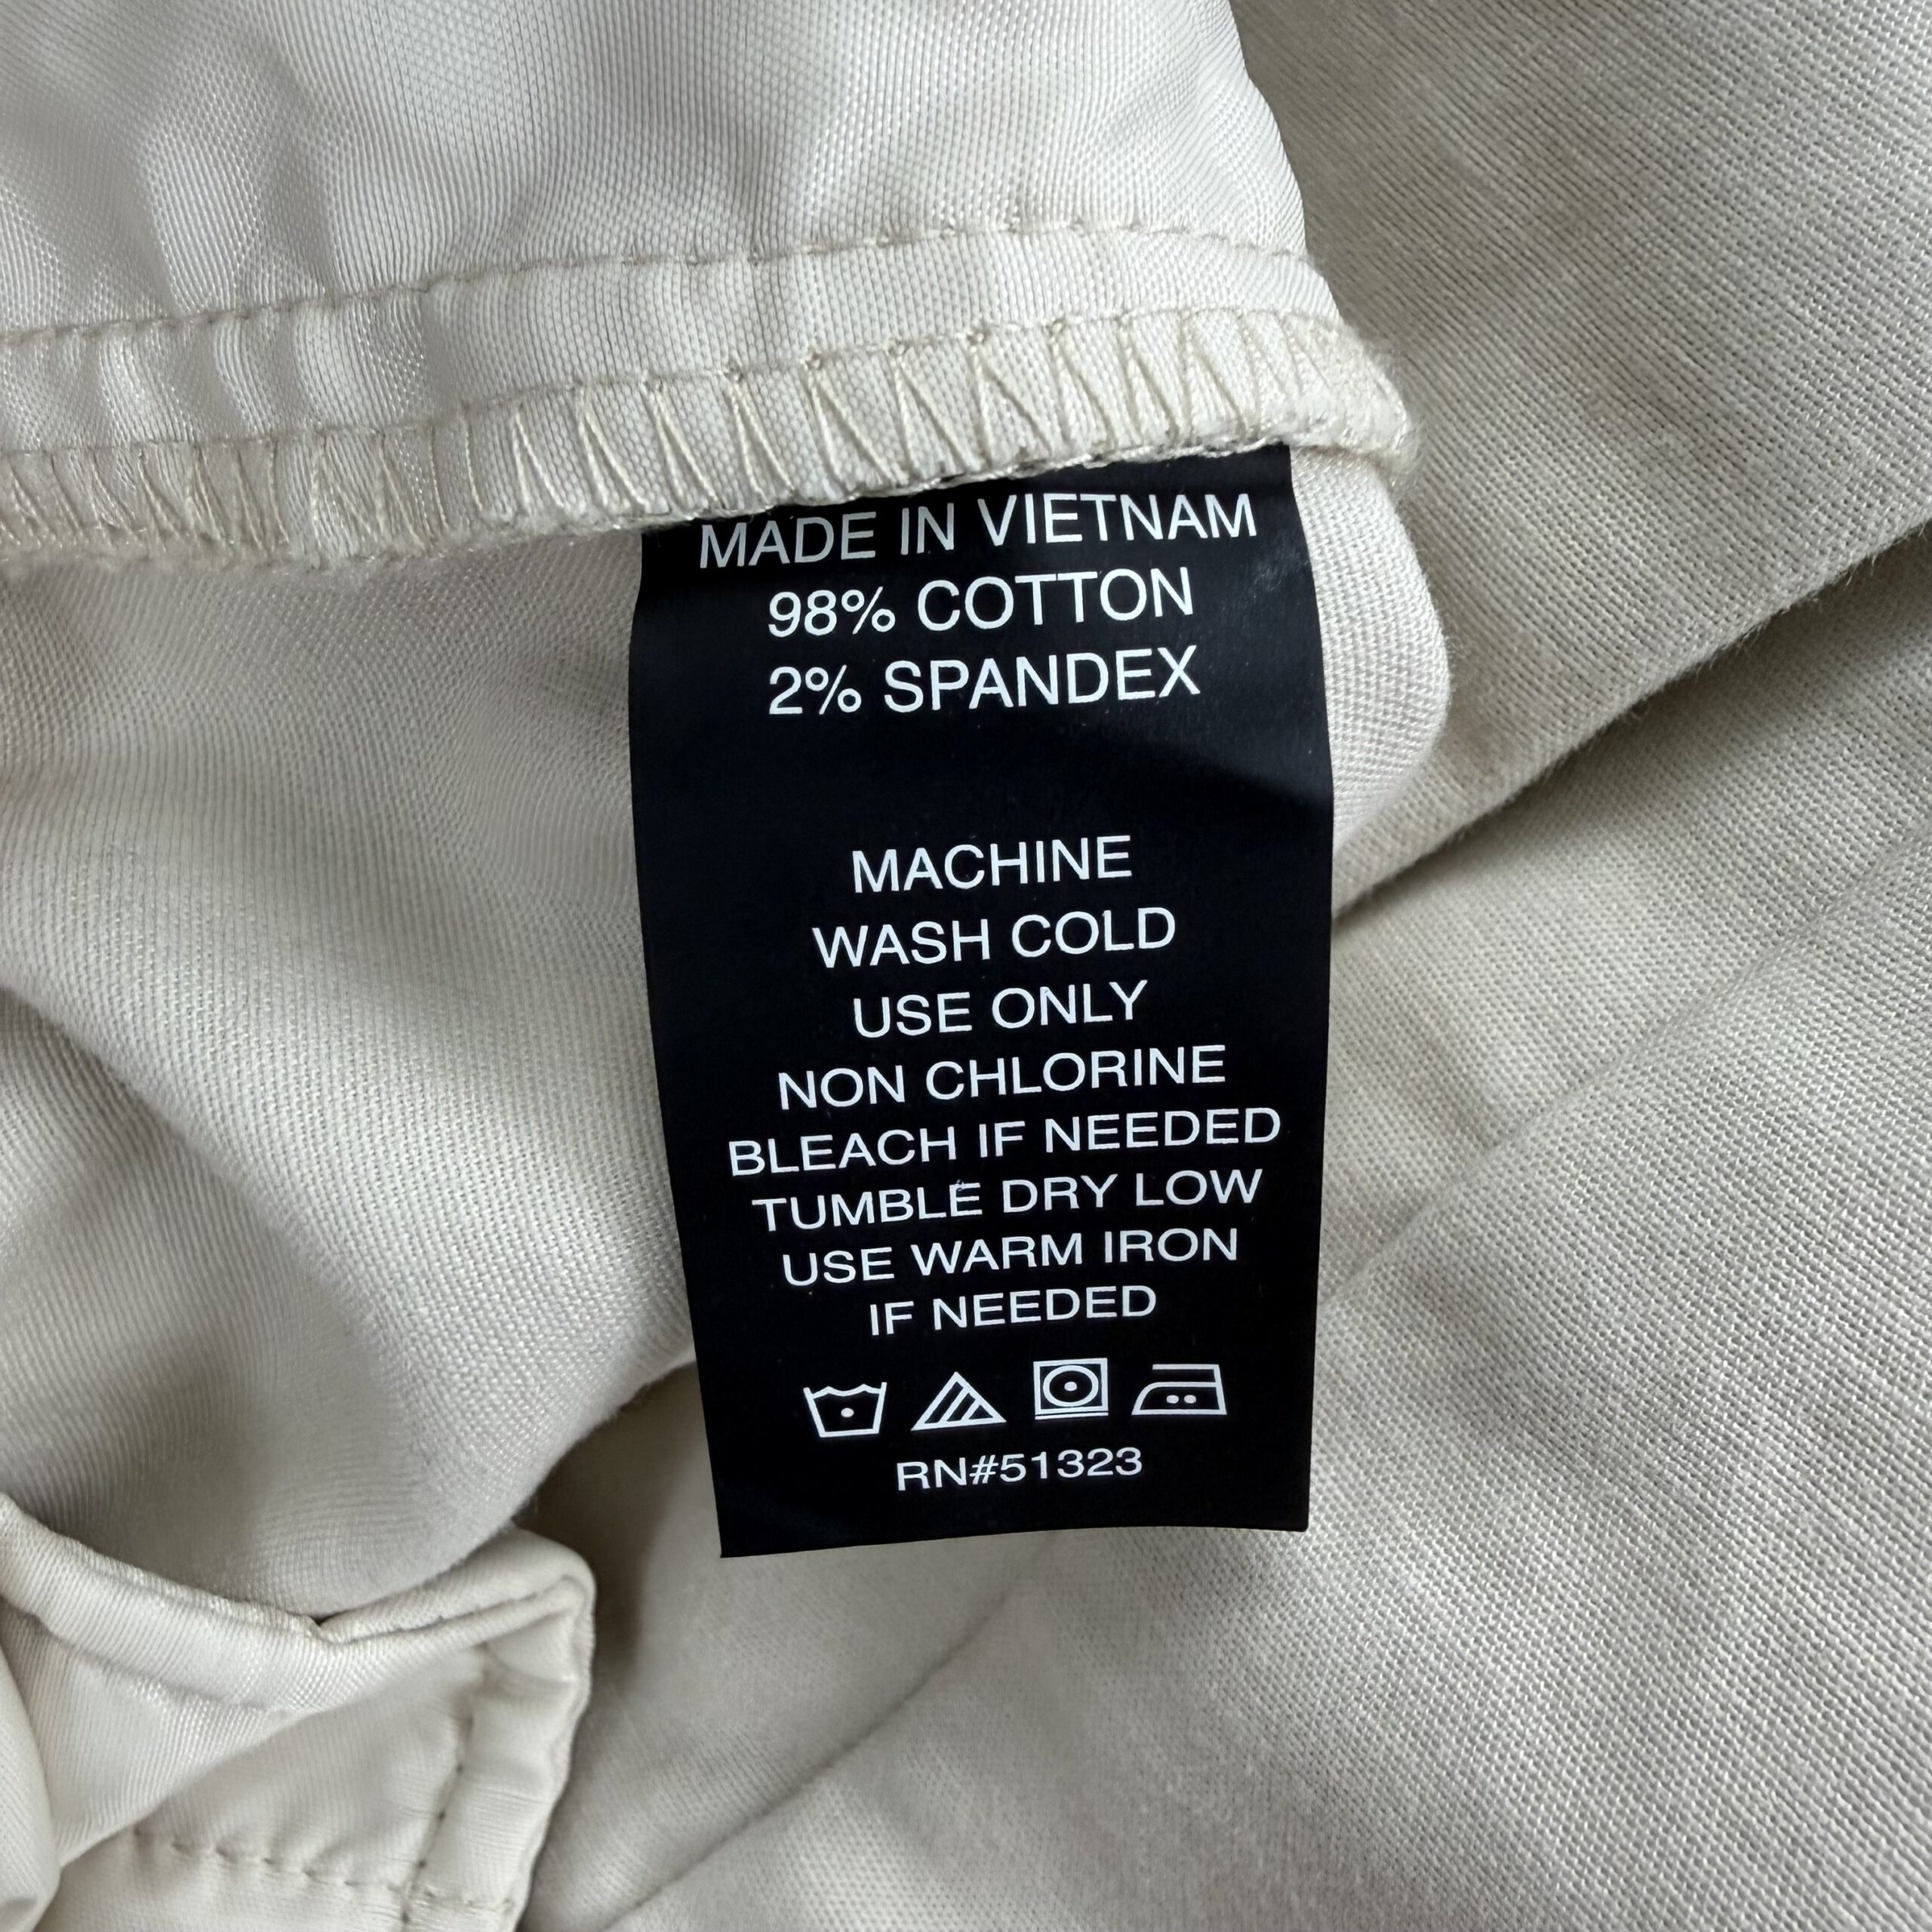 MADE IN VIETNAM
98% COTTON
2% SPANDEX
MACHINE
WASH COLD
USE ONLY
NON CHLORINE
BLEACH IF NEEDED
TUMBLE DRY LOW
USE WARM IRON
IF NEEDED
RN#51323